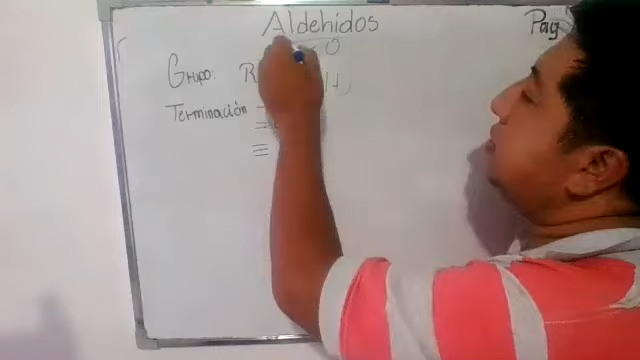 Aldehidos
Pag
O
Grupo: R H
Terminación -
=
≡